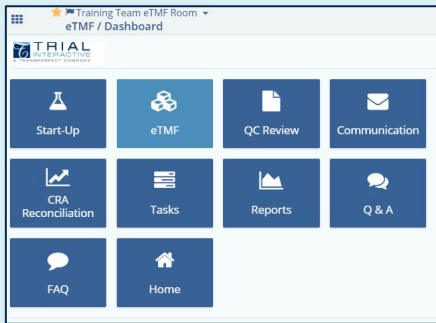 Training Team eTMF Room
eTMF / Dashboard
TRIAL
INTERACTIVE
A TRANSPERFECT COMPANY
Start-Up
eTMF
QC Review
Communication
CRA
Reconciliation
Tasks
Reports
Q & A
FAQ
Home